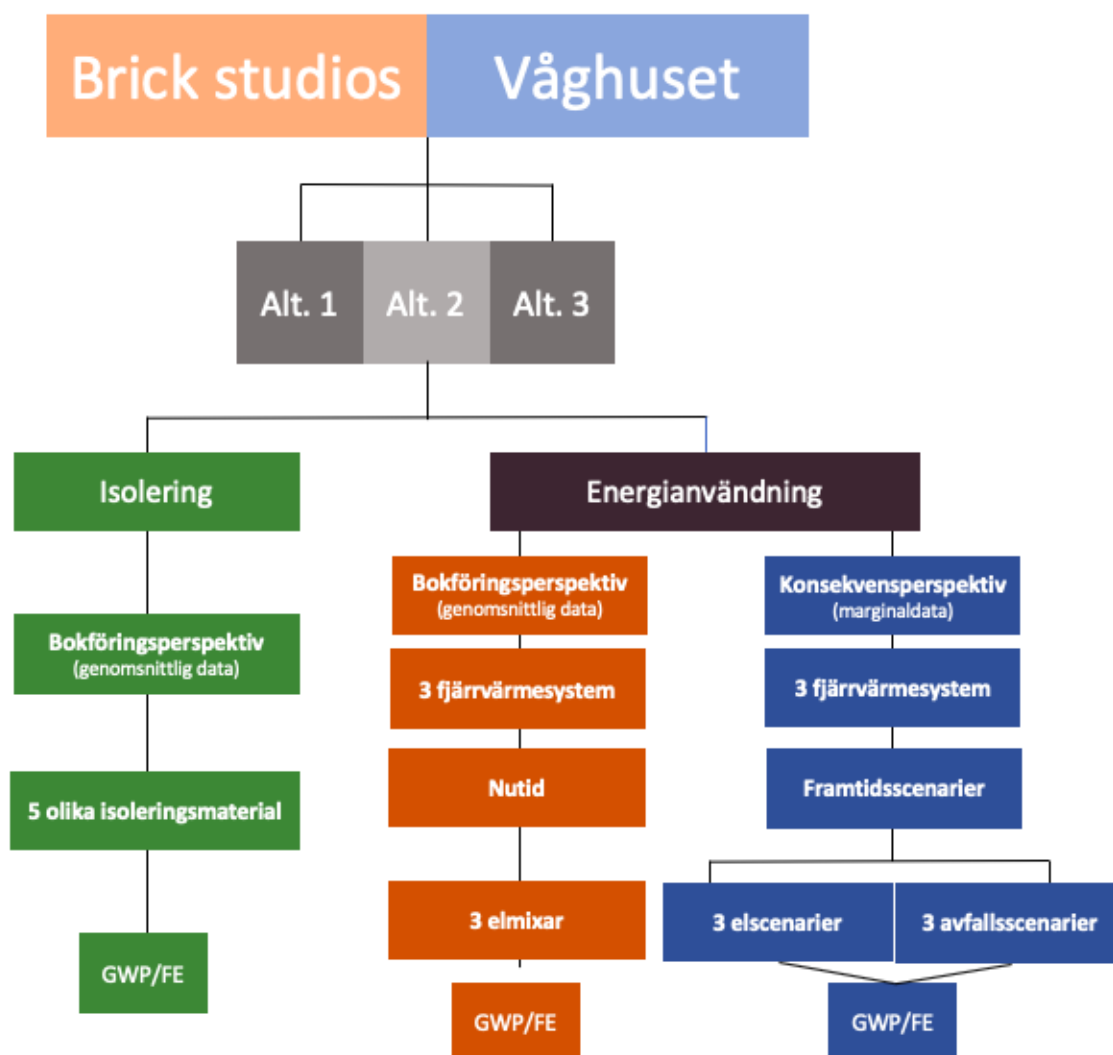 Brick studios
Våghuset
Alt. 1
Alt. 2
Alt. 3
Isolering
Energianvändning
Bokföringsperspektiv
(genomsnittlig data)
5 olika isoleringsmaterial
GWP/FE
Bokföringsperspektiv
(genomsnittlig data)
3 fjärrvärmesystem
Nutid
3 elmixar
GWP/FE
Konsekvensperspektiv
(marginaldata)
3 fjärrvärmesystem
Framtidsscenarier
3 elscenarier
3 avfallsscenarier
GWP/FE